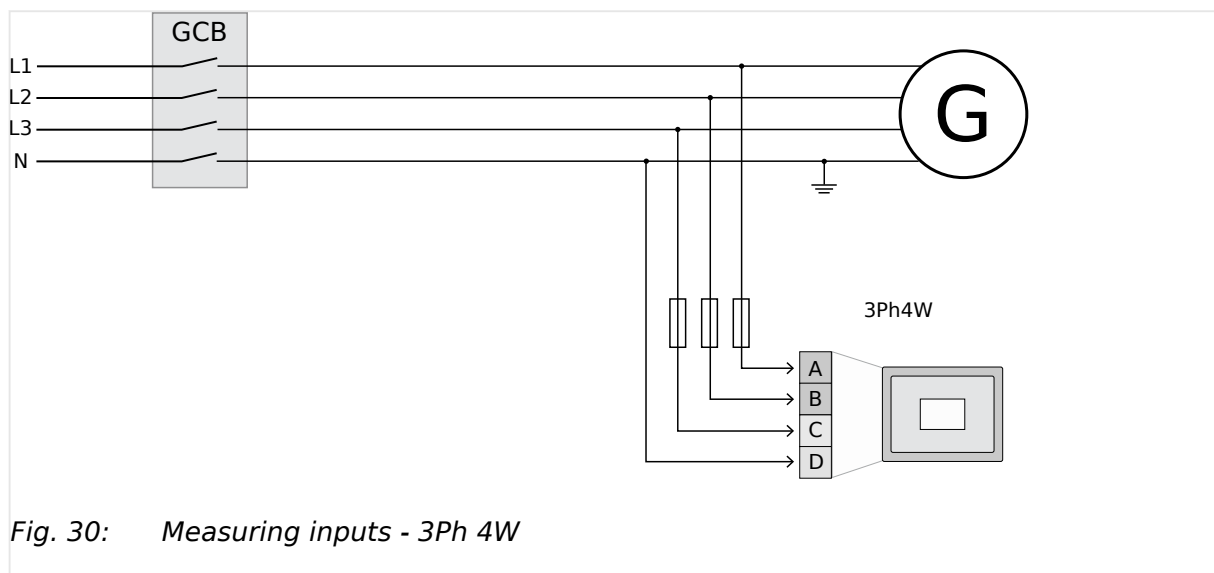 GCB
L1
L2
L3
N
G
3Ph4W
A
B
C
D
Fig. 30: Measuring inputs - 3Ph 4W